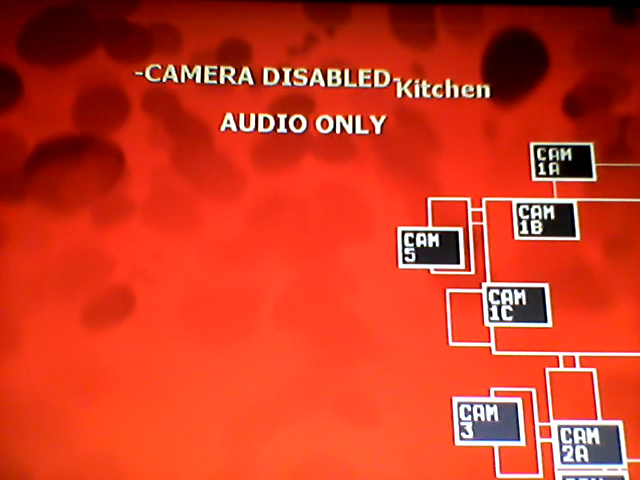 -CAMERA DISABLED-
Kitchen
AUDIO ONLY
CAM
1A
CAM
1B
CAM
5
CAM
1C
CAM
3
CAM
2A